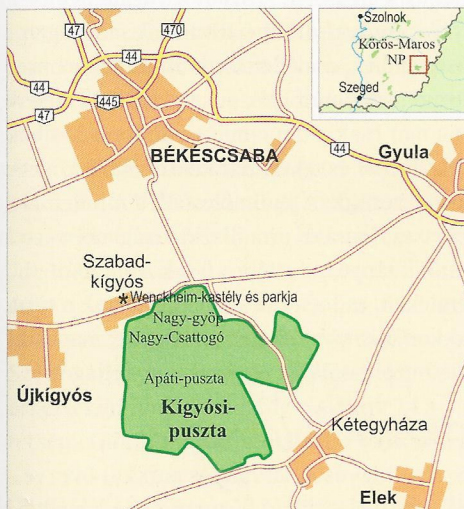 47
470
44
44
445
47
BÉKÉSCSABA
44
Gyula
Szolnok
Körös-Maros
NP
Szeged
Szabad-
kígyós
Wenckheim-kastély és parkja
Nagy-gyöp
Nagy-Csattogó
Apáti-puszta
Kígyósi-
puszta
Újkígyós
Kétegyháza
Elek